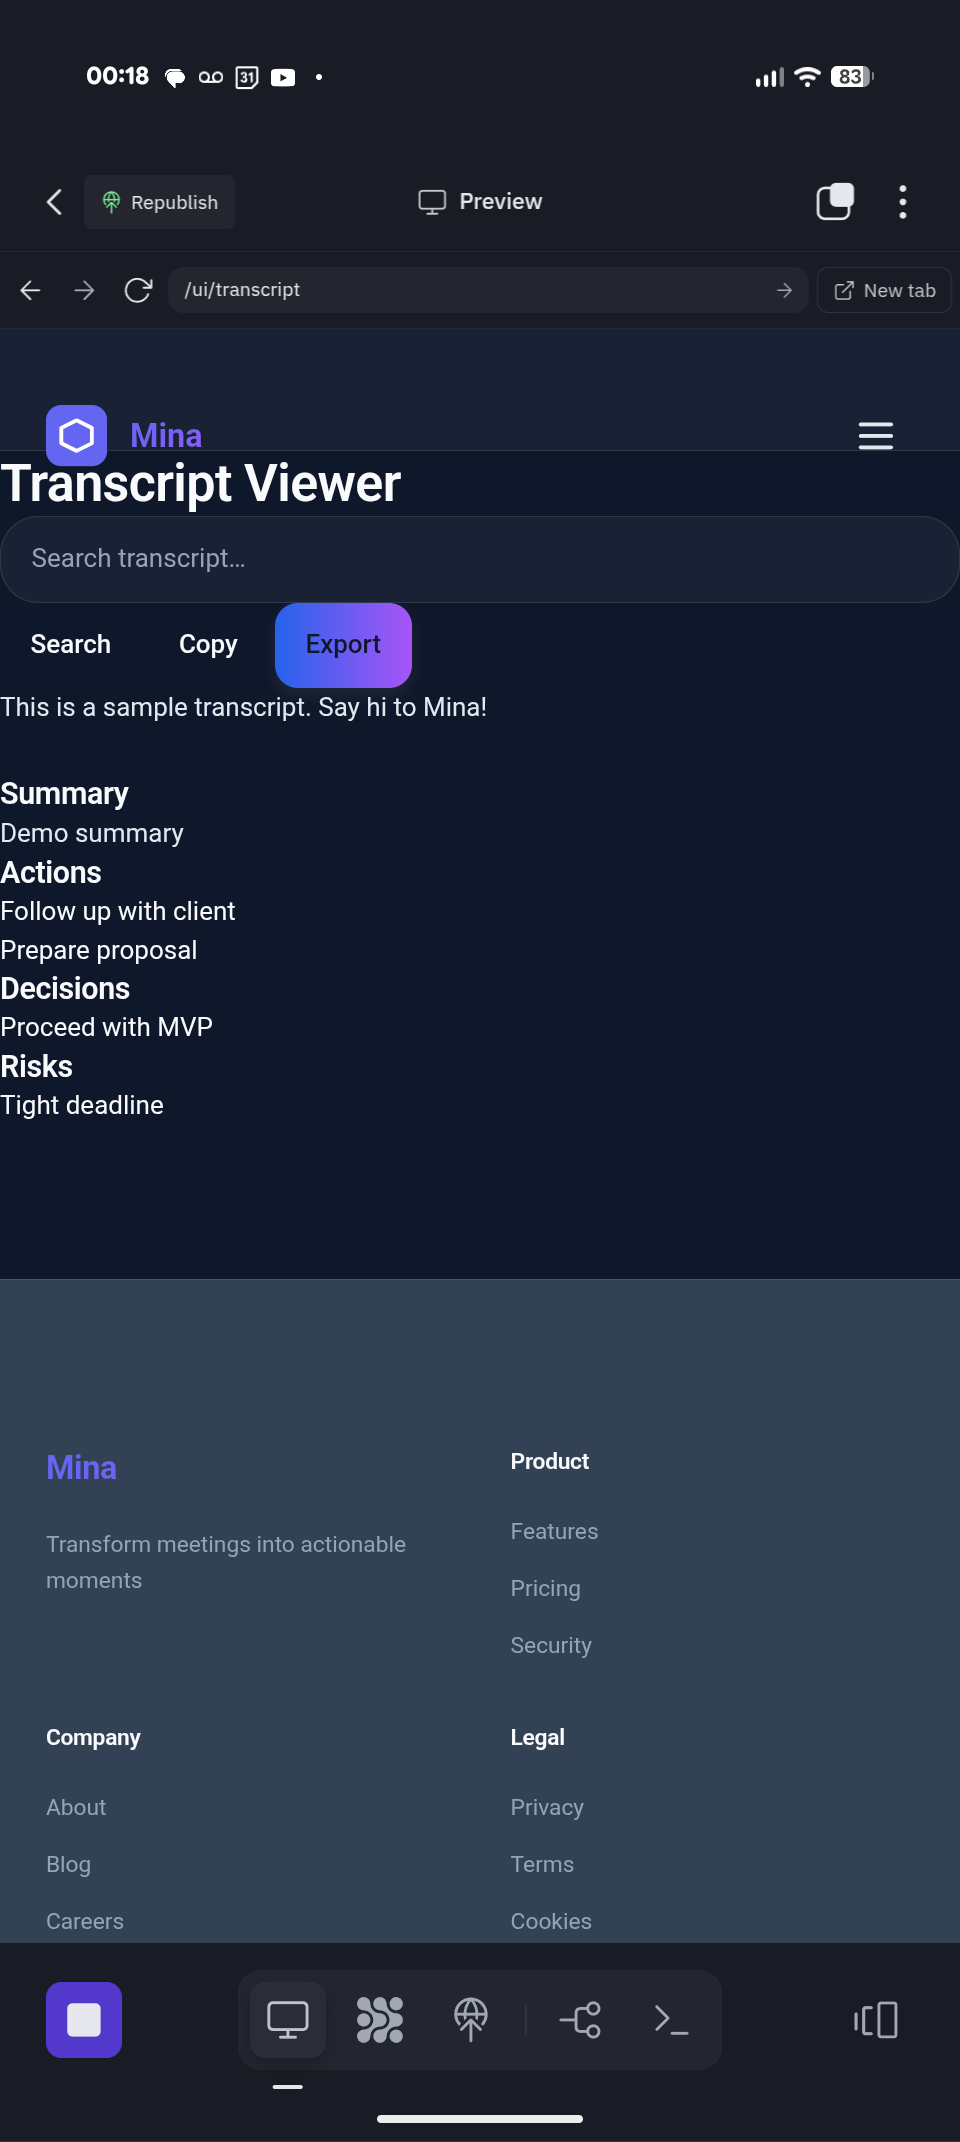 00:18
31
83
Republish
Preview
/ui/transcript
New tab
Mina
Transcript Viewer
Search transcript...
Search
Copy
Export
This is a sample transcript. Say hi to Mina!
Summary
Demo summary
Actions
Follow up with client
Prepare proposal
Decisions
Proceed with MVP
Risks
Tight deadline
Mina
Transform meetings into actionable
moments
Product
Features
Pricing
Security
Company
About
Blog
Careers
Legal
Privacy
Terms
Cookies